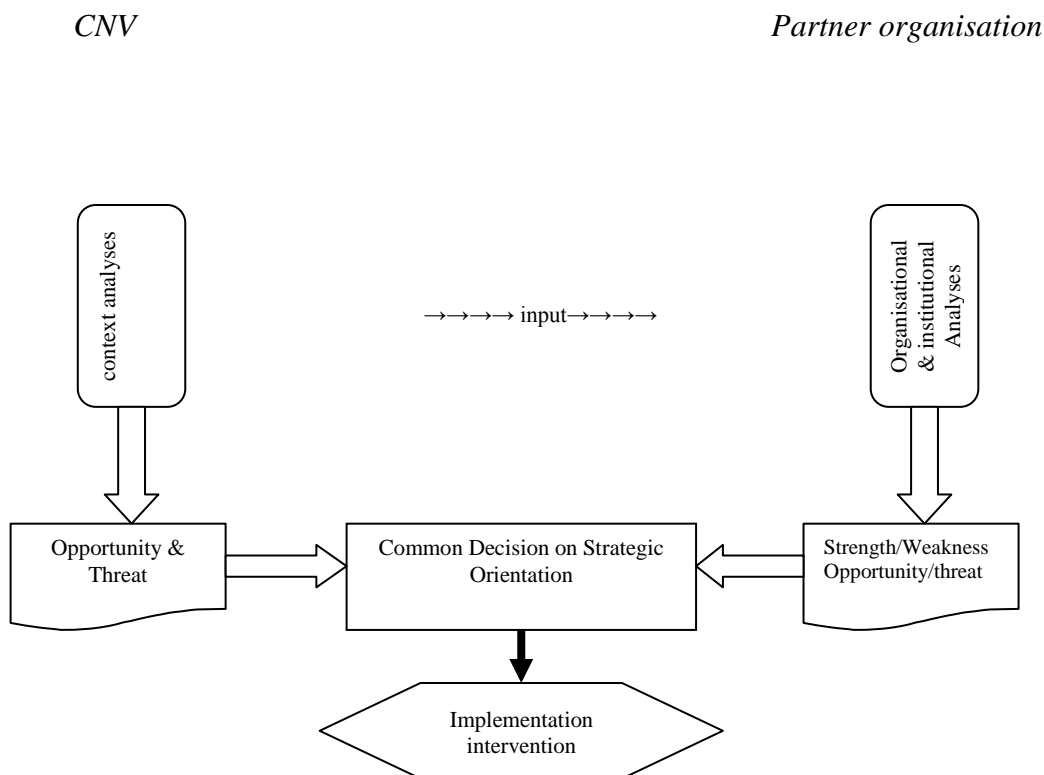 CNV
Partner organisation
context analyses
→→→→ input→→→→
Organisational
& institutional
Analyses
Opportunity &
Threat
Common Decision on Strategic
Orientation
Strength/Weakness
Opportunity/threat
Implementation
intervention